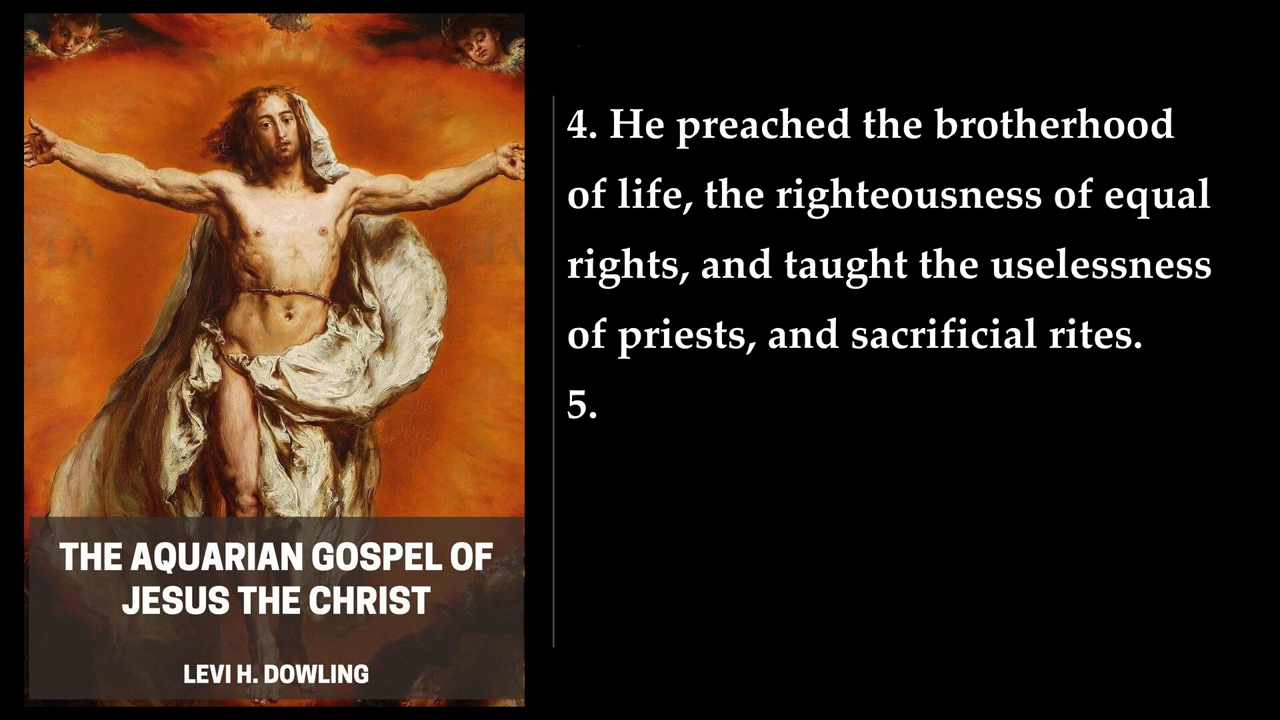 THE AQUARIAN GOSPEL OF
JESUS THE CHRIST
LEVI H. DOWLING
4. He preached the brotherhood
of life, the righteousness of equal
rights, and taught the uselessness
of priests, and sacrificial rites.
5.